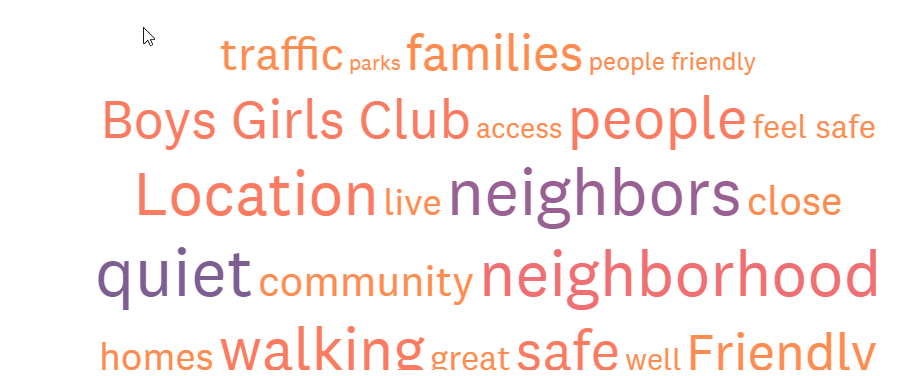 traffic parks families people friendly
Boys Girls Club access people feel safe
Location live neighbors close
quiet community neighborhood
homes walking great safe well Friendly